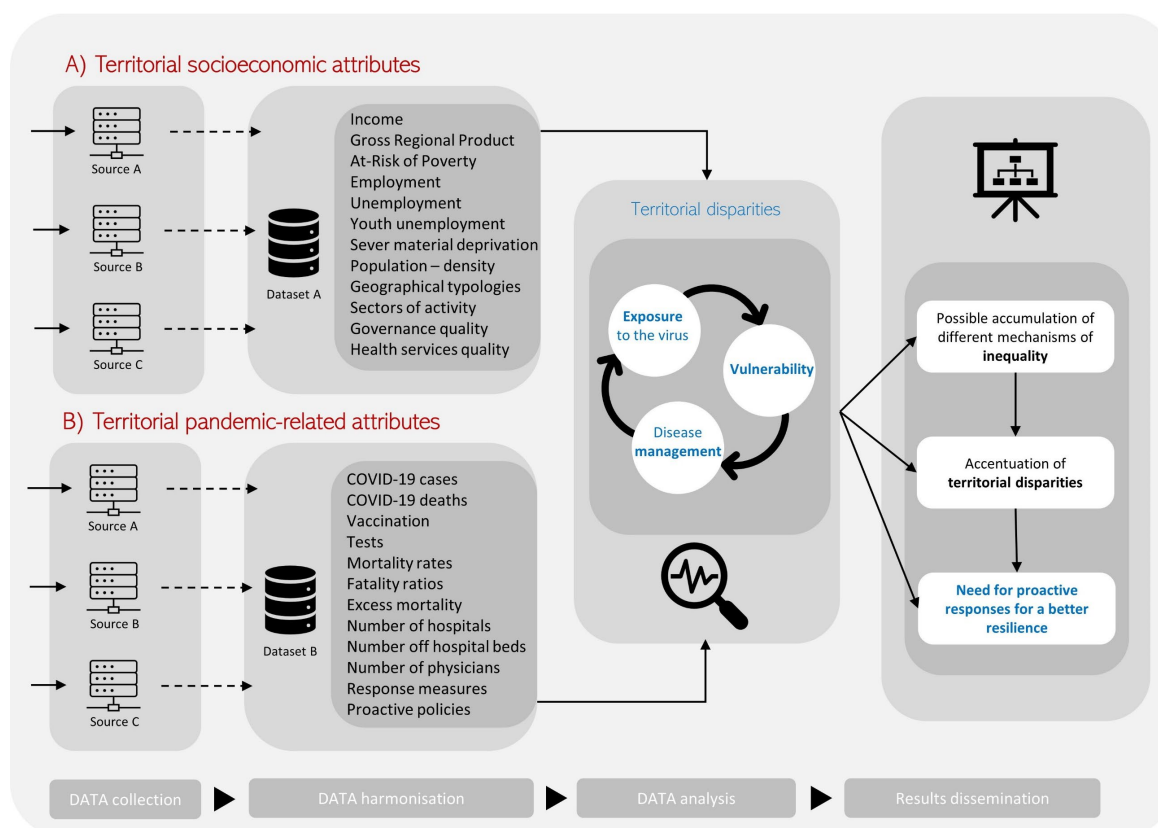 A) Territorial socioeconomic attributes
Source A
Source B
Source C
Dataset A
Income
Gross Regional Product
At-Risk of Poverty
Employment
Unemployment
Youth unemployment
Sever material deprivation
Population – density
Geographical typologies
Sectors of activity
Governance quality
Health services quality
B) Territorial pandemic-related attributes
Source A
Source B
Source C
Dataset B
COVID-19 cases
COVID-19 deaths
Vaccination
Tests
Mortality rates
Fatality ratios
Excess mortality
Number of hospitals
Number off hospital beds
Number of physicians
Response measures
Proactive policies
Territorial disparities
Exposure
to the virus
Vulnerability
Disease
management
Possible accumulation of
different mechanisms of
inequality
Accentuation of
territorial disparities
Need for proactive
responses for a better
resilience
DATA collection
DATA harmonisation
DATA analysis
Results dissemination